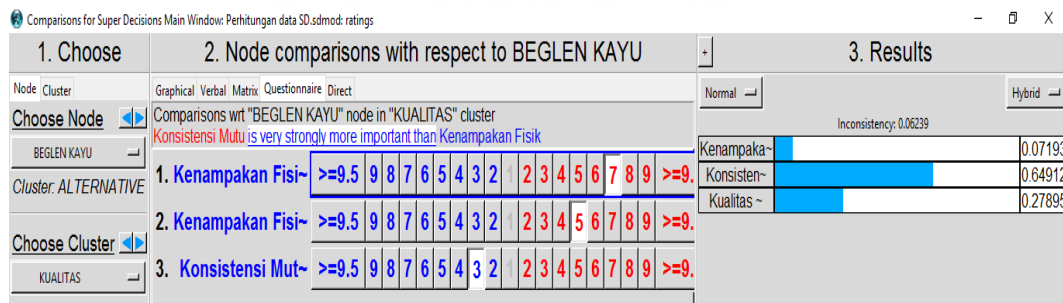 Comparisons for Super Decisions Main Window: Perhitungan data SD.sdmod: ratings
1. Choose
Node Cluster
Choose Node
BEGLEN KAYU
Cluster: ALTERNATIVE
Choose Cluster
KUALITAS
2. Node comparisons with respect to BEGLEN KAYU
Graphical Verbal Matrix Questionnaire Direct
Comparisons wrt "BEGLEN KAYU" node in "KUALITAS" cluster
Konsistensi Mutu is very strongly more important than Kenampakan Fisik
1. Kenampakan Fisi~ >=9.5 9 8 7 6 5 4 3 2 1 2 3 4 5 6 7 8 9 >=9.
2. Kenampakan Fisi~ >=9.5 9 8 7 6 5 4 3 2 1 2 3 4 5 6 7 8 9 >=9.
3. Konsistensi Mut~ >=9.5 9 8 7 6 5 4 3 2 1 2 3 4 5 6 7 8 9 >=9.
+ 3. Results
Normal Hybrid
Inconsistency: 0.06239
Kenampaka~ 0.07193
Konsisten~ 0.64912
Kualitas ~ 0.27895